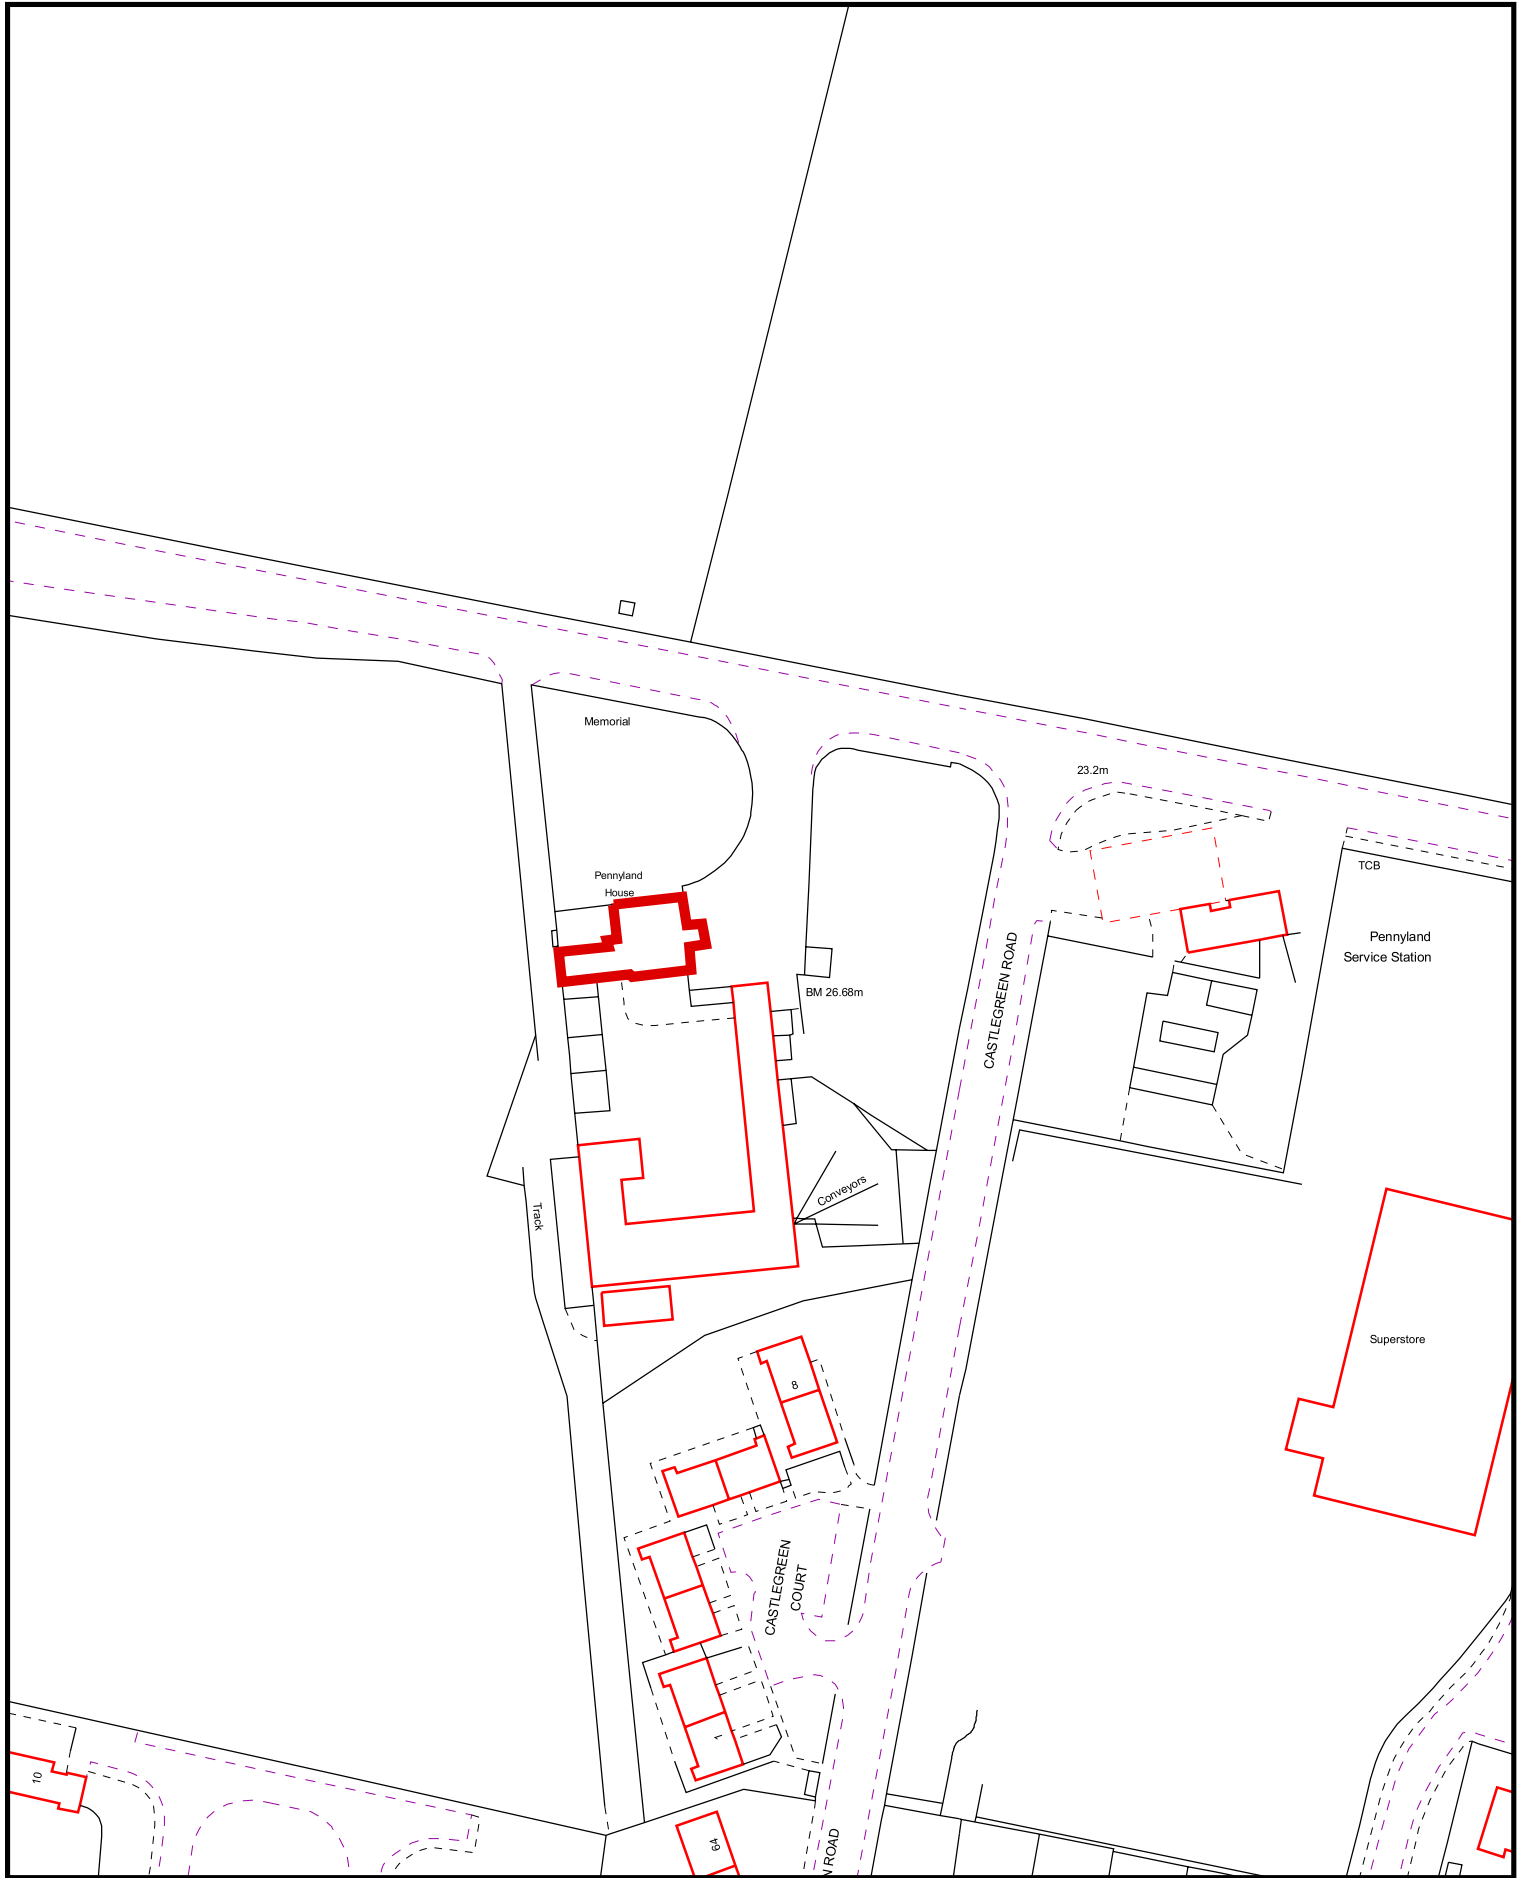 Memorial
23.2m
TCB
Pennyland
House
Pennyland
Service Station
BM 26.68m
CASTLEGREEN ROAD
Track
Conveyors
Superstore
8
CASTLEGREEN
COURT
1
10
64
N ROAD